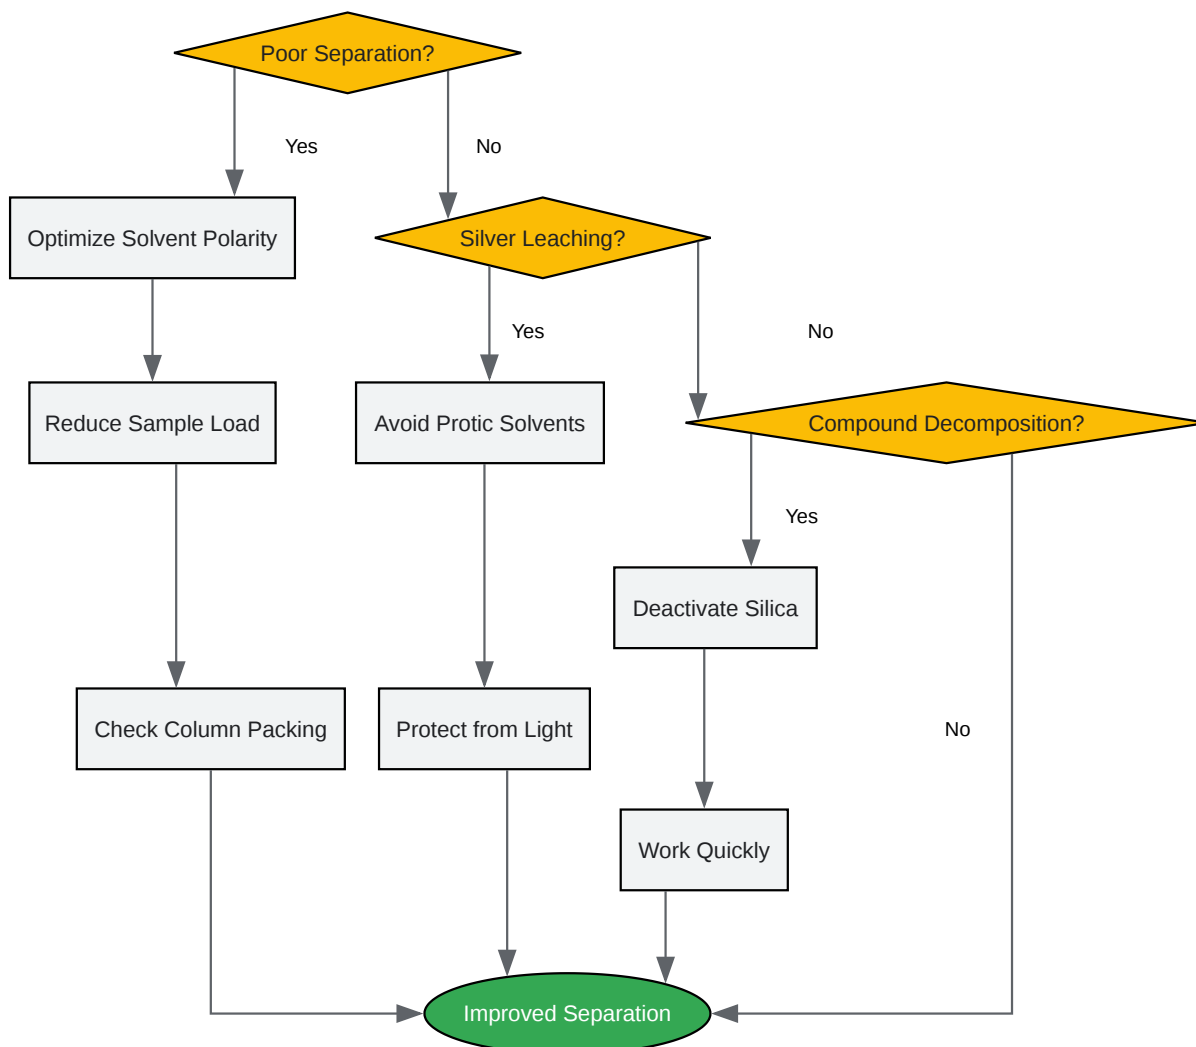 Poor Separation?
Yes
No
Optimize Solvent Polarity
Silver Leaching?
Yes
No
Reduce Sample Load
Avoid Protic Solvents
Compound Decomposition?
Yes
Deactivate Silica
Check Column Packing
Protect from Light
No
Work Quickly
Improved Separation